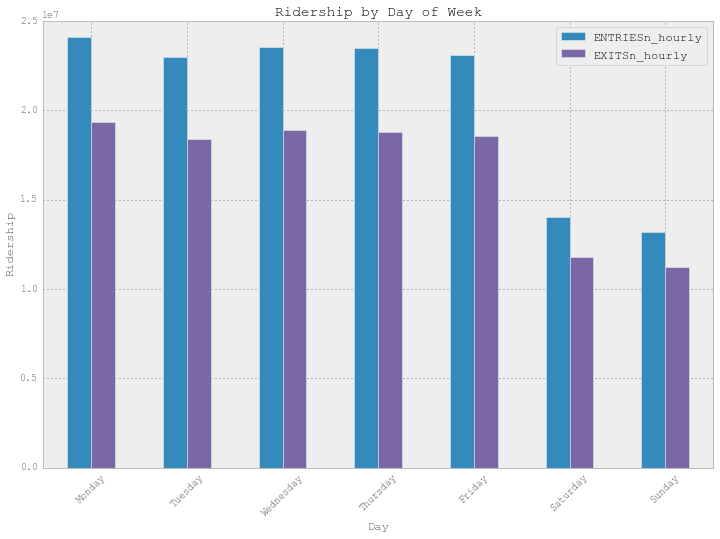 Ridership by Day of Week
1e7
ENTRIESn_hourly
EXITSn_hourly
2.5
2.0
1.5
1.0
0.5
0.0
Ridership
Monday
Tuesday
Wednesday
Thursday
Friday
Saturday
Sunday
Day